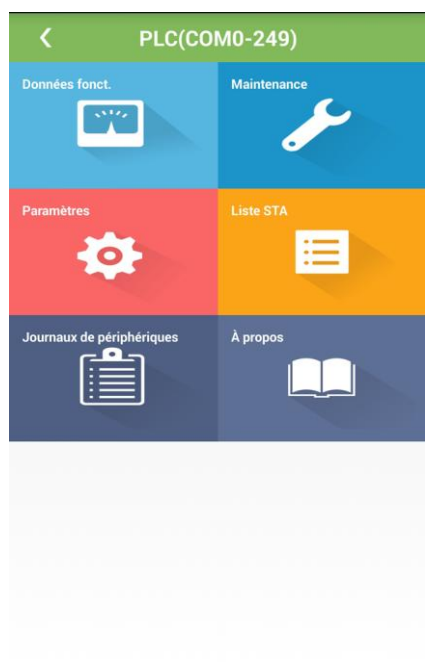 PLC(COM0-249)
Données fonct.
Maintenance
Paramètres
Liste STA
Journaux de périphériques
À propos